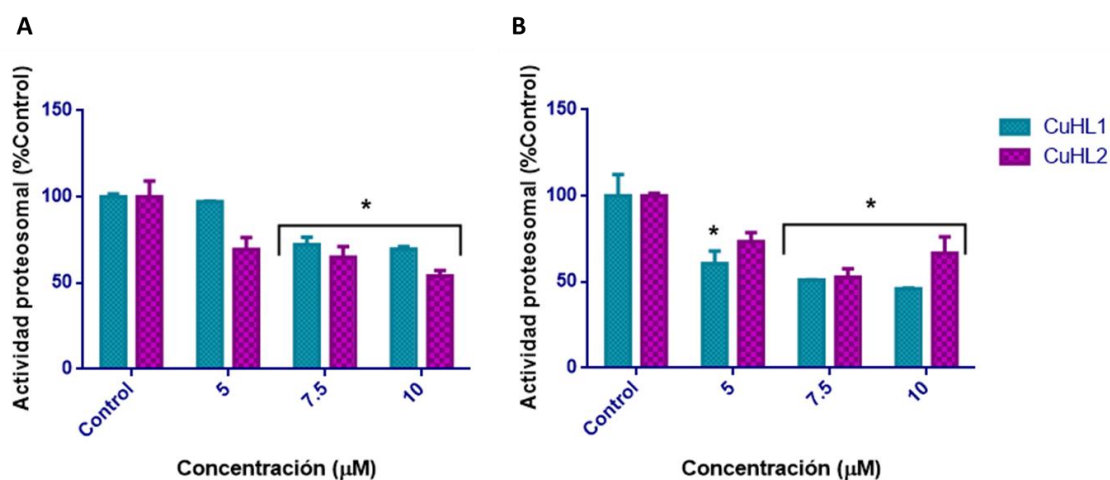 A
Actividad proteosomal (%Control)
150
100
50
0
*
Control
5
7.5
10
Concentración (μM)
B
Actividad proteosomal (%Control)
150
100
50
0
*
*
Control
5
7.5
10
Concentración (μM)
CuHL1
CuHL2